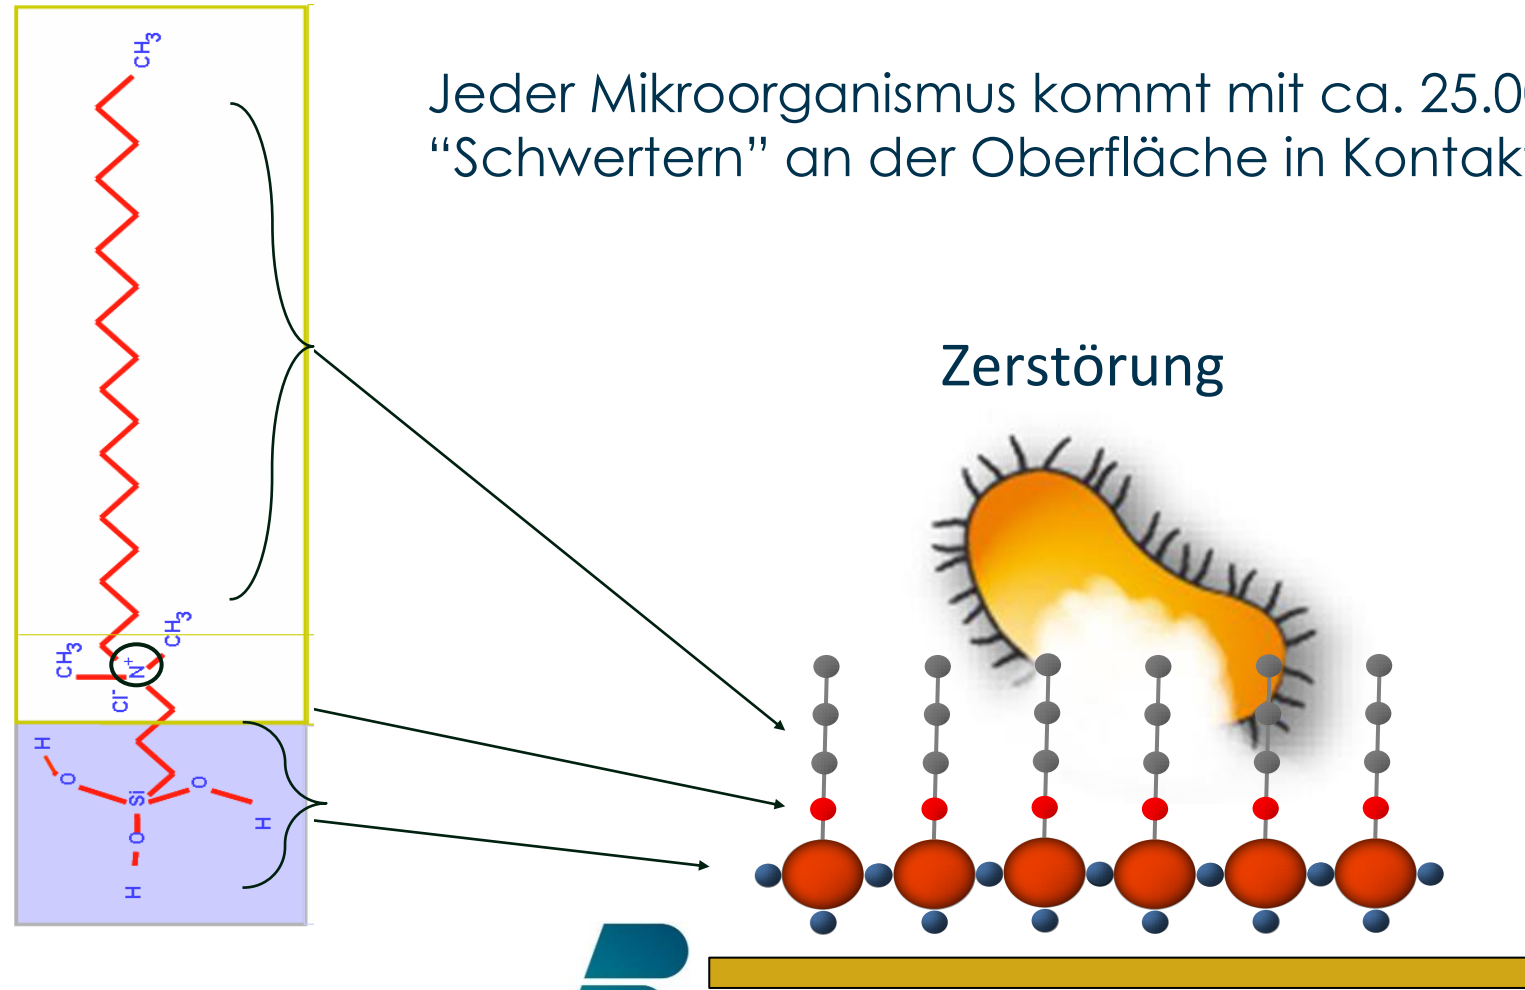 CH3
Jeder Mikroorganismus kommt mit ca.
“Schwertern” an der Oberfläche in
Zerstörung
CH3
CH3
N+
Cl-
H
O
Si
O
H
O
H